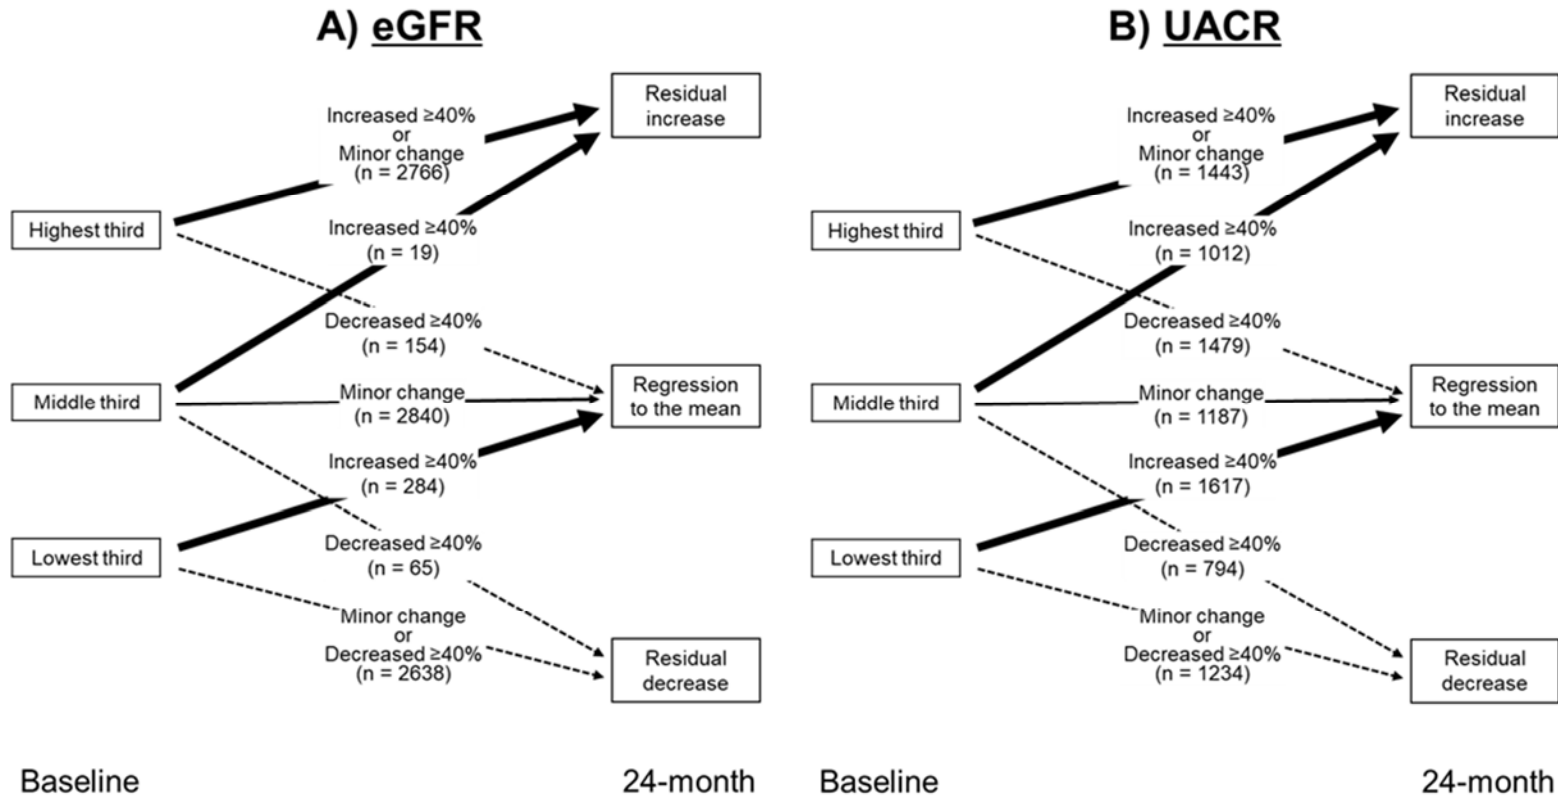 A) eGFR
Residual
increase
Increased ≥40%
or
Minor change
(n = 2766)
Highest third
Increased ≥40%
(n = 19)
Decreased ≥40%
(n = 154)
Middle third
Minor change
(n = 2840)
Regression
to the mean
Increased ≥40%
(n = 284)
Lowest third
Decreased ≥40%
(n = 65)
Minor change
or
Decreased ≥40%
(n = 2638)
Residual
decrease
Baseline
24-month
B) UACR
Residual
increase
Increased ≥40%
or
Minor change
(n = 1443)
Highest third
Increased ≥40%
(n = 1012)
Decreased ≥40%
(n = 1479)
Middle third
Minor change
(n = 1187)
Regression
to the mean
Increased ≥40%
(n = 1617)
Lowest third
Decreased ≥40%
(n = 794)
Minor change
or
Decreased ≥40%
(n = 1234)
Residual
decrease
Baseline
24-month